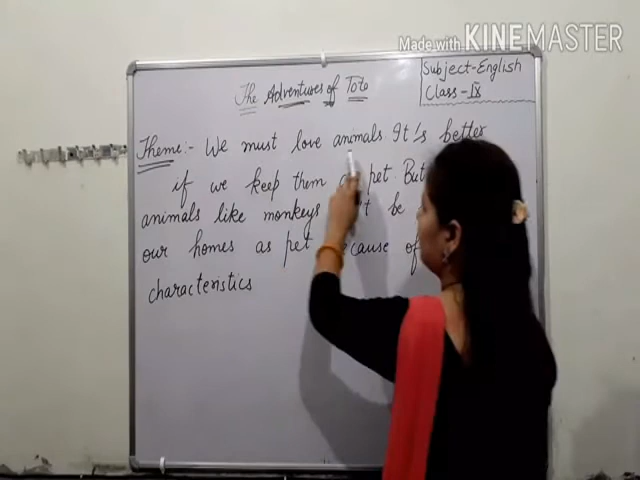 Made with KINEMASTER
Subject-English
Class-IX
The Adventures of Toto
Theme:- We must love animals. It's better
if we keep them pet. But
animals like monkeys be
our homes as pet because of
characteristics